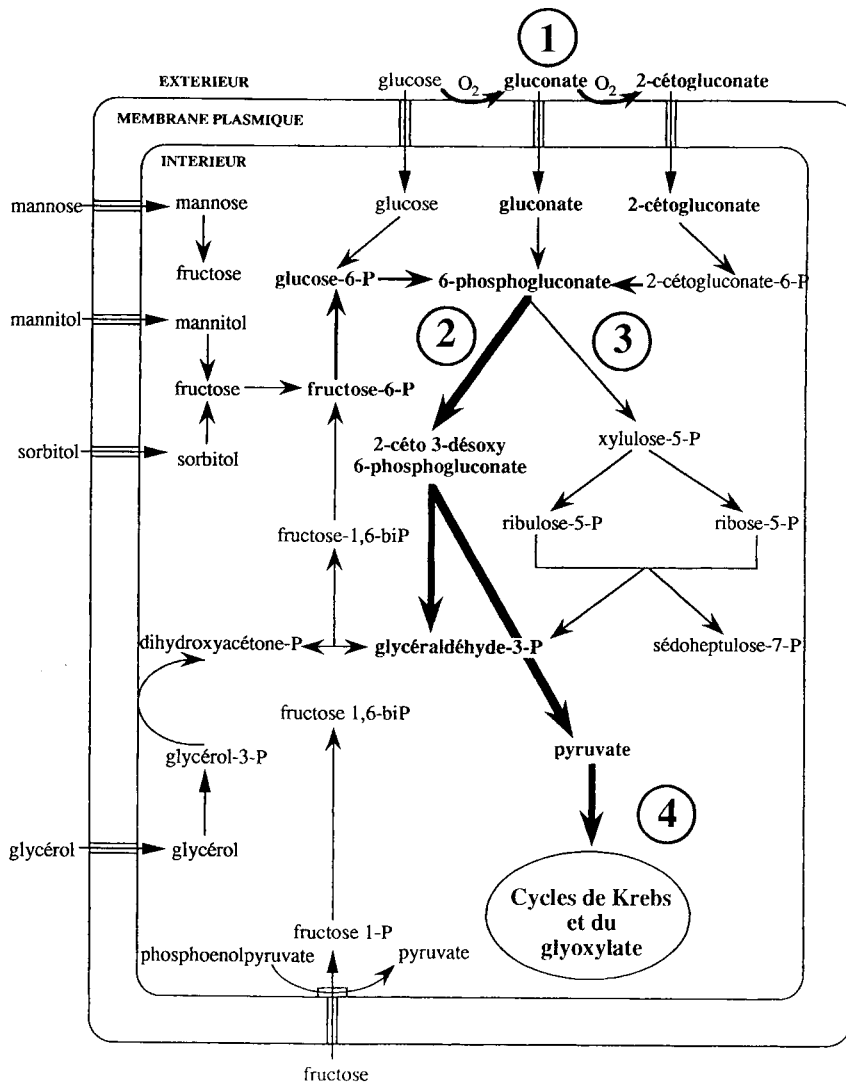 1
EXTERIEUR
glucose
O2
gluconate
O2
2-cétogluconate
MEMBRANE PLASMIQUE
INTERIEUR
mannose
mannose
glucose
gluconate
2-cétogluconate
fructose
glucose-6-P
6-phosphogluconate
2-cétogluconate-6-P
mannitol
mannitol
2
3
fructose
fructose-6-P
sorbitol
sorbitol
2-céto 3-désoxy
6-phosphogluconate
xylulose-5-P
fructose-1,6-biP
ribulose-5-P
ribose-5-P
dihydroxyacétone-P
glycéraldéhyde-3-P
sédoheptulose-7-P
fructose 1,6-biP
glycérol-3-P
pyruvate
4
glycérol
glycérol
Cycles de Krebs
et du
glyoxylate
fructose 1-P
phosphoenolpyruvate
pyruvate
fructose